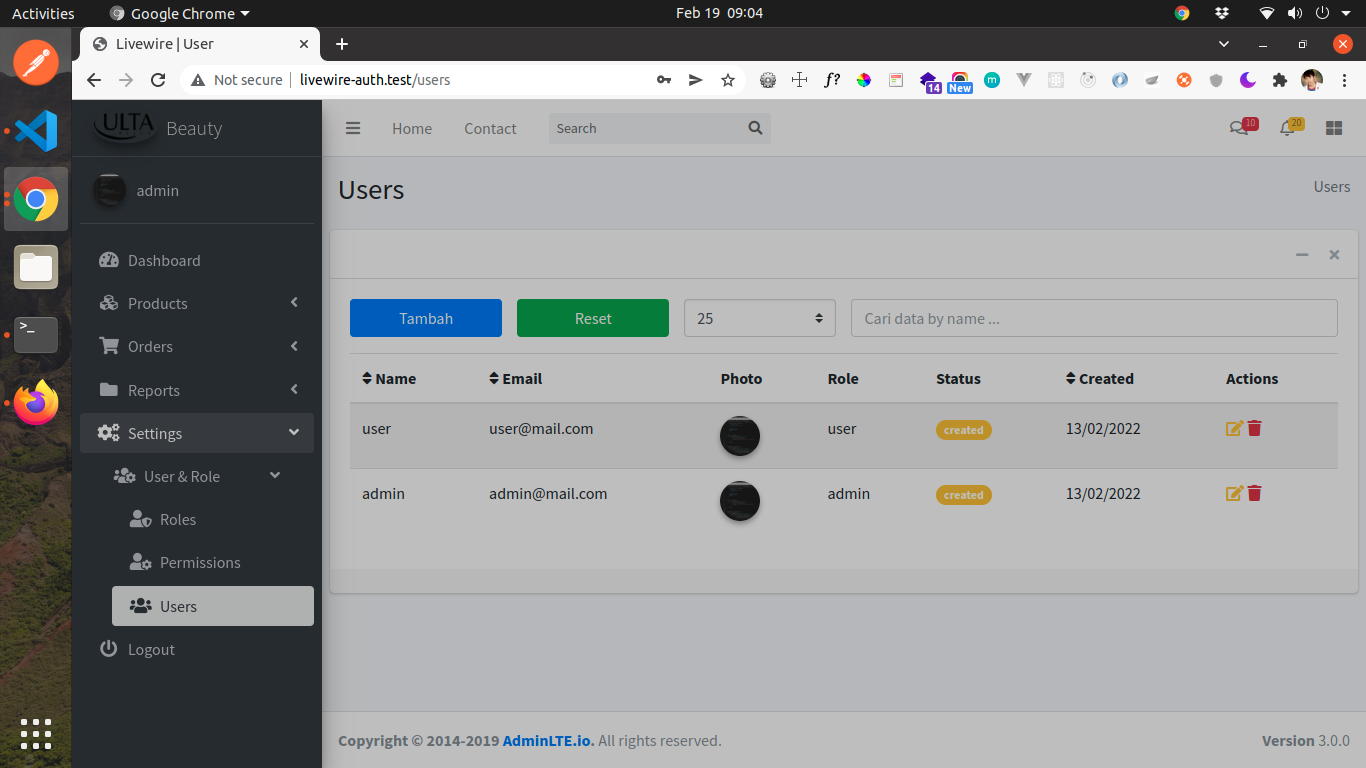 Activities Google Chrome Feb 19 09:04
Livewire | User
Not secure livewire-auth.test/users f? 14 New m
ULTA Beauty Home Contact Search 10 20
admin
Users Users
Dashboard
Products
Orders
Reports
Settings
User & Role
Roles
Permissions
Users
Logout
Tambah Reset 25 Cari data by name ...
Name Email Photo Role Status Created Actions
user user@mail.com user created 13/02/2022
admin admin@mail.com admin created 13/02/2022
Copyright © 2014-2019 AdminLTE.io. All rights reserved. Version 3.0.0